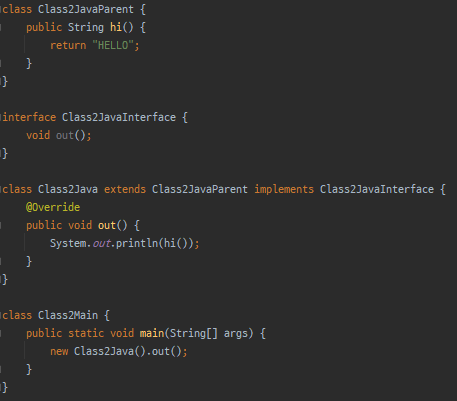 class Class2JavaParent {
    public String hi() {
        return "HELLO";
    }
}

interface Class2JavaInterface {
    void out();
}

class Class2Java extends Class2JavaParent implements Class2JavaInterface {
    @Override
    public void out() {
        System.out.println(hi());
    }
}

class Class2Main {
    public static void main(String[] args) {
        new Class2Java().out();
    }
}